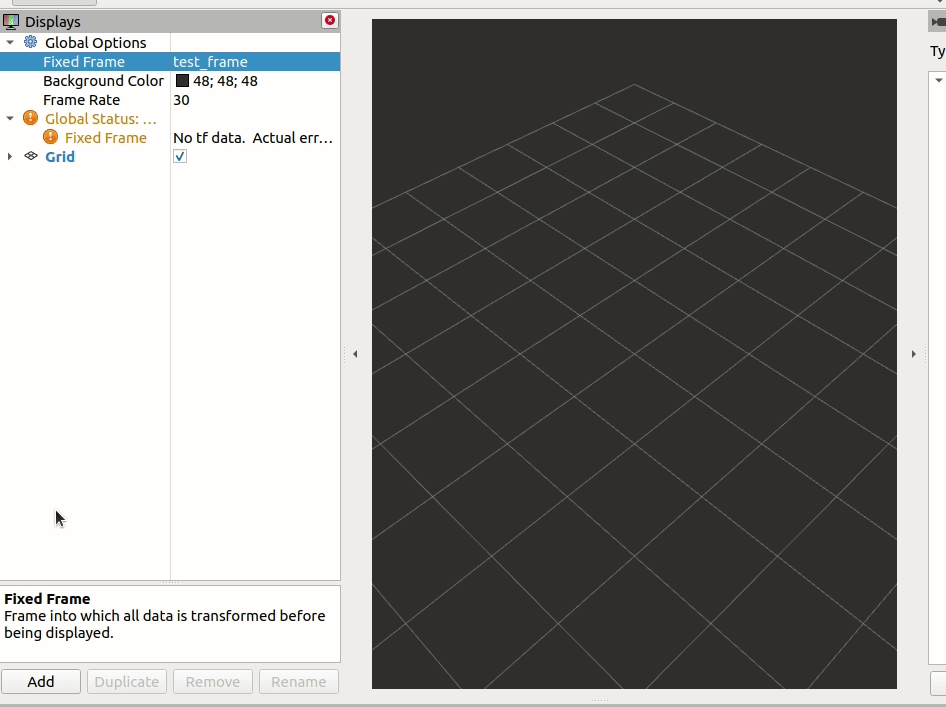 Displays
Global Options
Fixed Frame test_frame
Background Color 48; 48; 48
Frame Rate 30
Global Status: ...
Fixed Frame No tf data.  Actual err...
Grid
Ty
Fixed Frame
Frame into which all data is transformed before
being displayed.
Add Duplicate Remove Rename